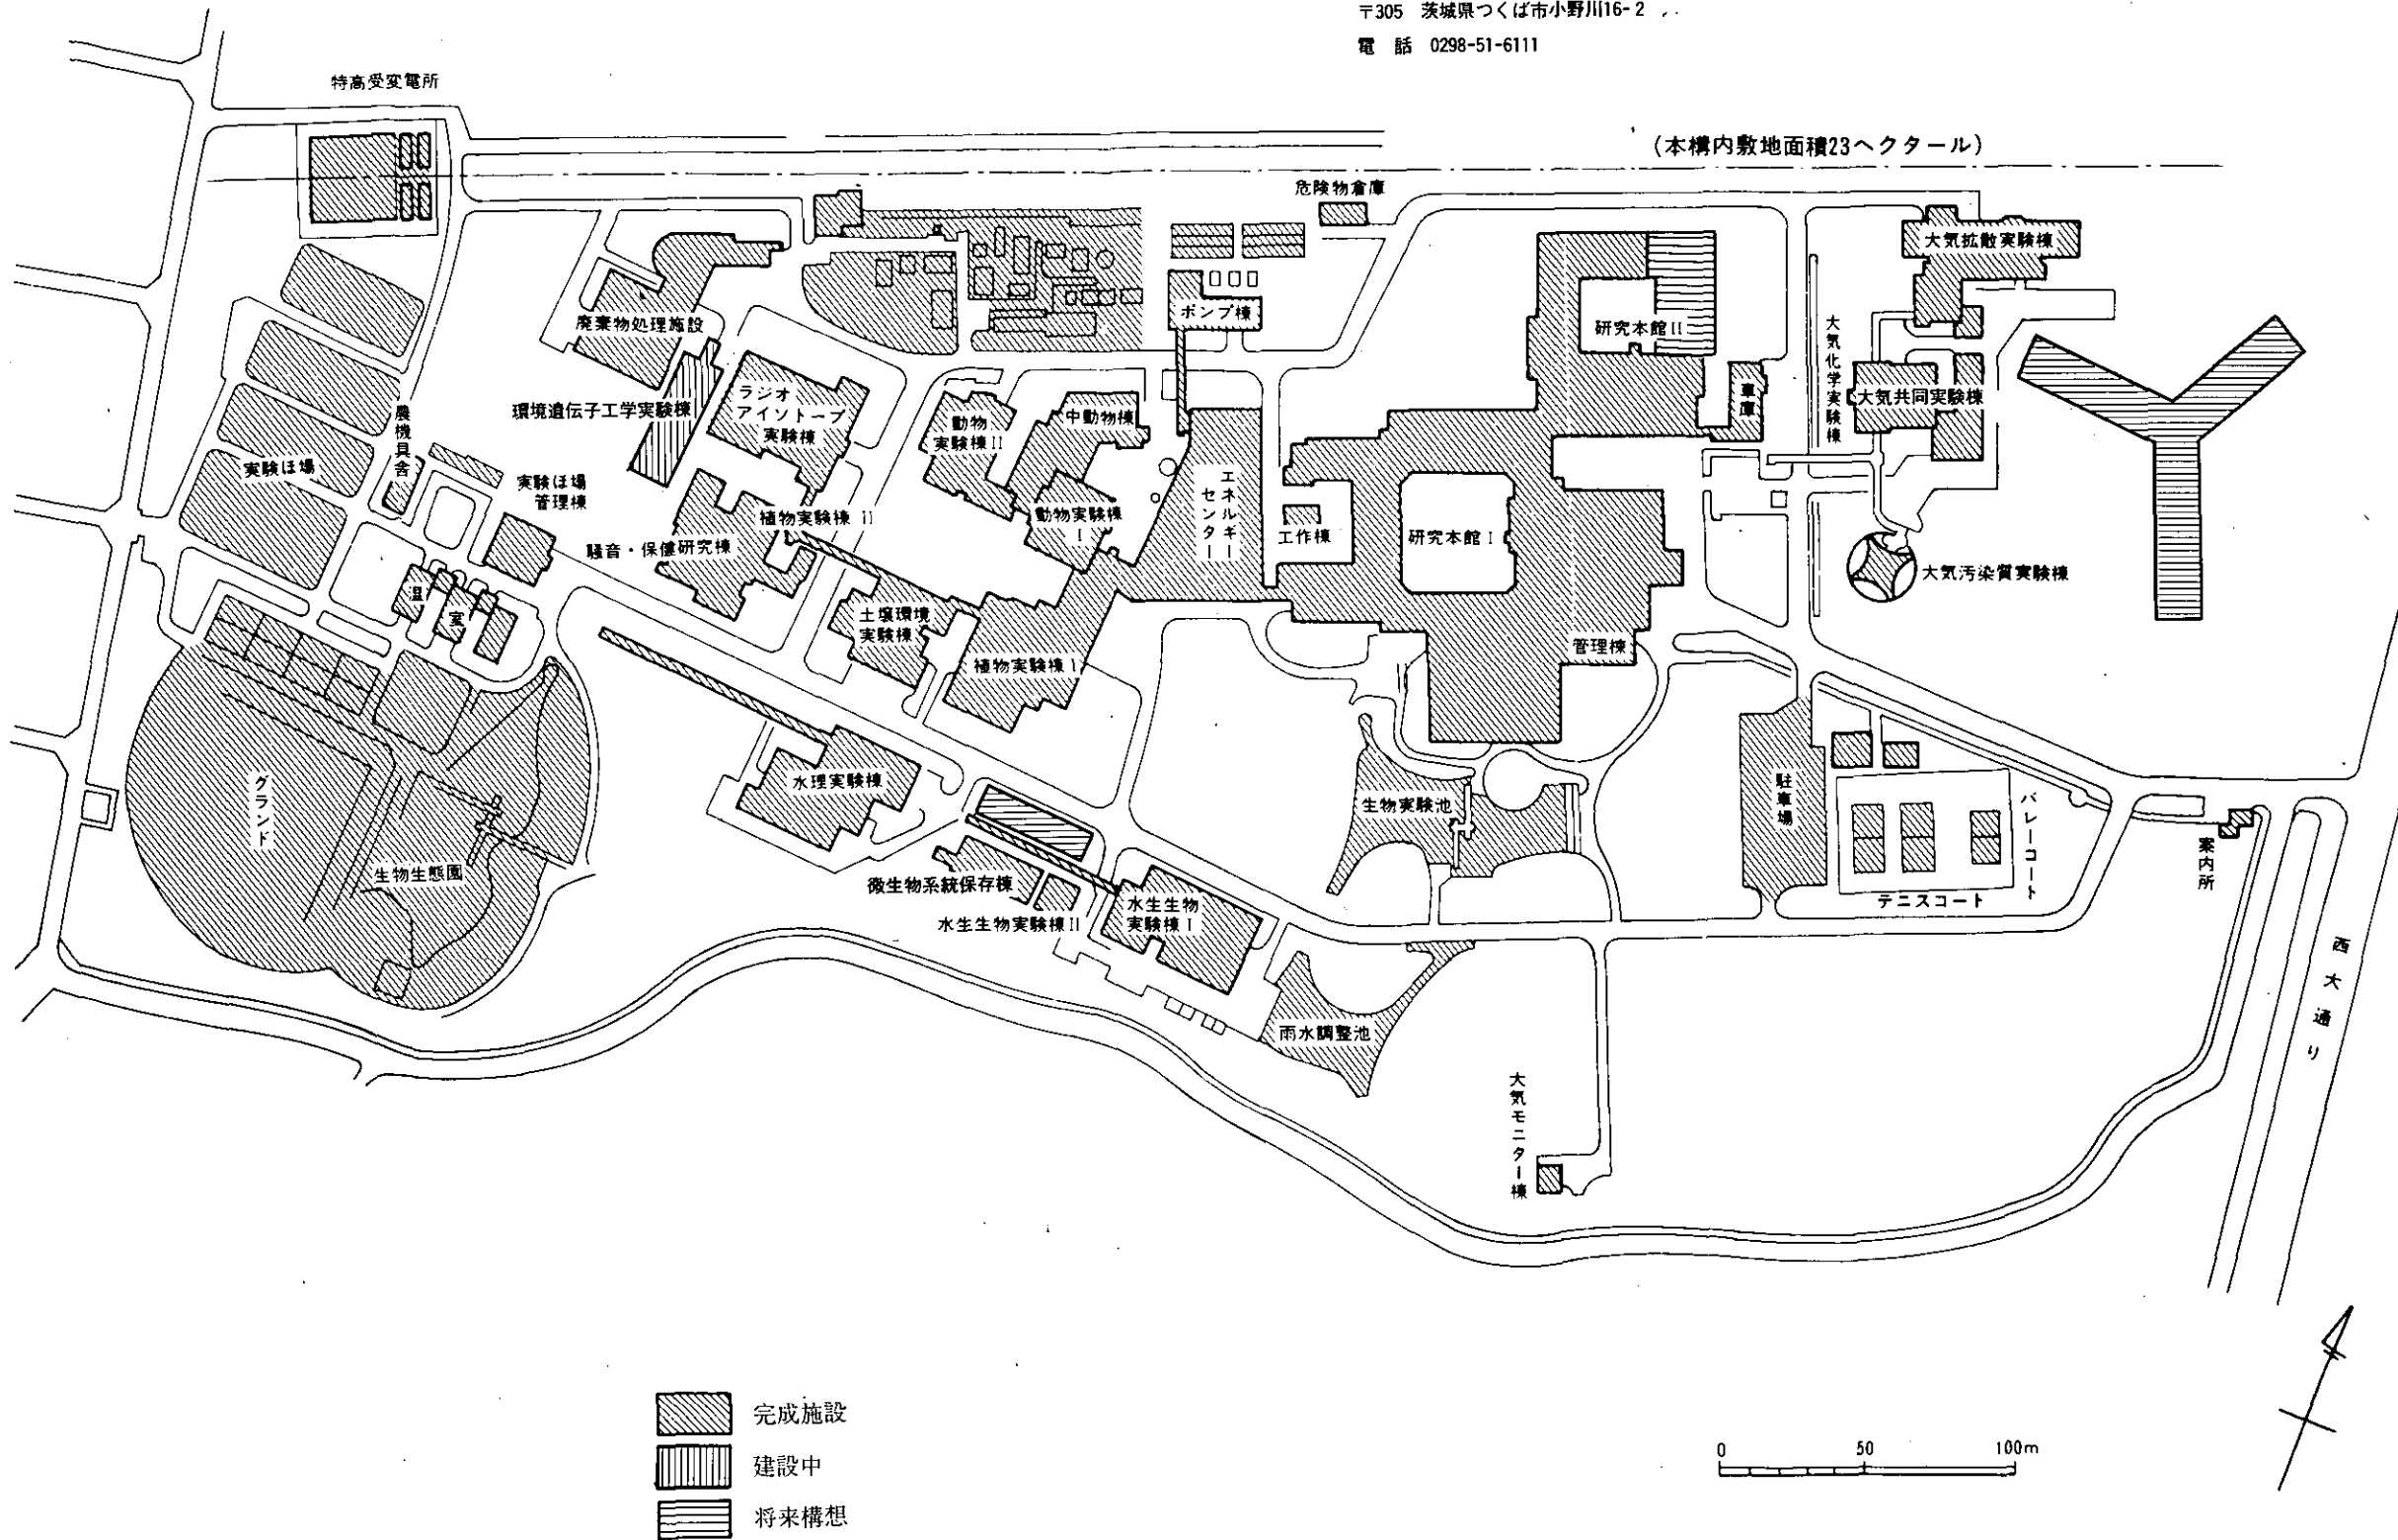 〒305 茨城県つくば市小野川16-2
電話 0298-51-6111
特高受変電所
(本構内敷地面積23ヘクタール)
危険物倉庫
大気拡散実験棟
ポンプ棟
廃棄物処理施設
研究本館II
大気化学実験棟
車庫
大気共同実験棟
環境遺伝子工学実験棟
ラジオ
アイソトープ
実験棟
動物
実験棟II
中動物棟
農機具舎
実験ほ場
実験ほ場
管理棟
エネルギー
センター
植物実験棟 II
動物実験棟
I
工作棟
研究本館 I
騒音・保健研究棟
大気汚染質実験棟
温
室
土壌環境
実験棟
植物実験棟 I
管理棟
グランド
水理実験棟
生物実験池
駐車場
バレーコート
案内所
生物生態園
微生物系統保存棟
水生生物
実験棟 I
水生生物実験棟II
テニスコート
西大通り
雨水調整池
大気モニター棟
完成施設
建設中
将来構想
0 50 100m